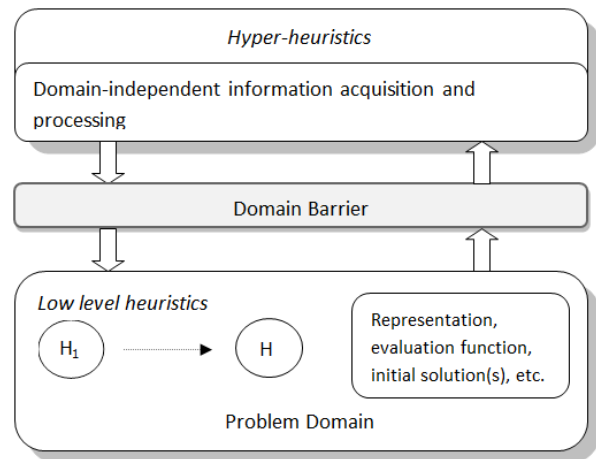 Hyper-heuristics
Domain-independent information acquisition and
processing
Domain Barrier
Low level heuristics
H₁
H
Representation,
evaluation function,
initial solution(s), etc.
Problem Domain